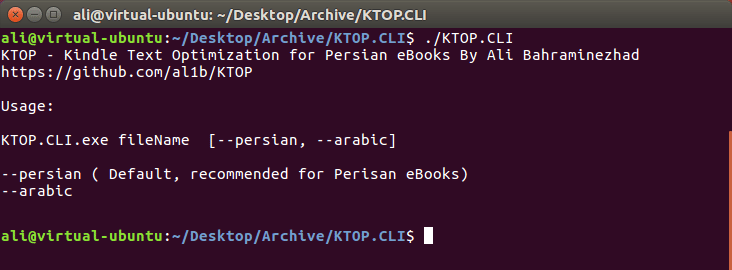 ali@virtual-ubuntu: ~/Desktop/Archive/KTOP.CLI
ali@virtual-ubuntu:~/Desktop/Archive/KTOP.CLI$ ./KTOP.CLI
KTOP - Kindle Text Optimization for Persian eBooks By Ali Bahraminezhad
https://github.com/al1b/KTOP
Usage:
KTOP.CLI.exe fileName  [--persian, --arabic]
--persian ( Default, recommended for Perisan eBooks)
--arabic
ali@virtual-ubuntu:~/Desktop/Archive/KTOP.CLI$